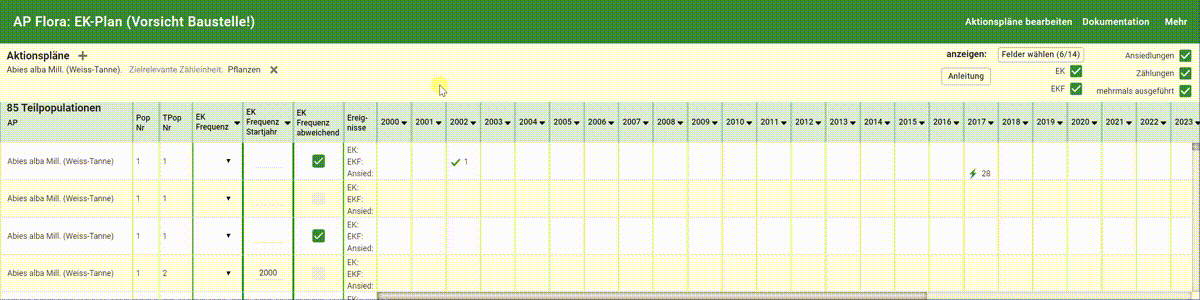 AP Flora: EK-Plan (Vorsicht Baustelle!)
Aktionspläne bearbeiten Dokumentation Mehr
Aktionspläne
Abies alba Mill. (Weiss-Tanne). Zielrelevante Zähleinheit: Pflanzen
anzeigen: Felder wählen (6/14) Ansiedlungen
EK Zählungen
Anleitung
EKF mehrmals ausgeführt
85 Teilpopulationen
AP Pop Nr TPop Nr EK Frequenz EK Frequenz Startjahr EK Frequenz abweichend Ereig-nisse 2000 2001 2002 2003 2004 2005 2006 2007 2008 2009 2010 2011 2012 2013 2014 2015 2016 2017 2018 2019 2020 2021 2022 2023
EK:
Abies alba Mill. (Weiss-Tanne) 1 1 EKF: 1
Ansied: 28
EK:
Abies alba Mill. (Weiss-Tanne) 1 1 EKF:
Ansied:
EK:
Abies alba Mill. (Weiss-Tanne) 1 1 EKF:
Ansied:
EK:
Abies alba Mill. (Weiss-Tanne) 1 2 2000 EKF:
Ansied:
EK: